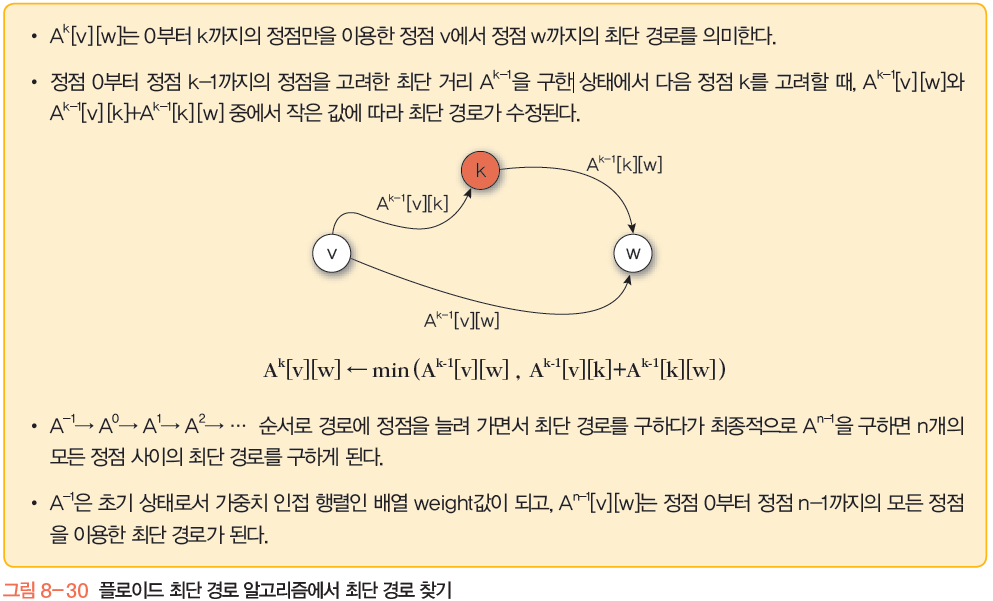 • Aᵏ[v][w]는 0부터 k까지의 정점만을 이용한 정점 v에서 정점 w까지의 최단 경로를 의미한다.
• 정점 0부터 정점 k-1까지의 정점을 고려한 최단 거리 Aᵏ⁻¹을 구한 상태에서 다음 정점 k를 고려할 때, Aᵏ⁻¹[v][w]와
Aᵏ⁻¹[v][k]+Aᵏ⁻¹[k][w] 중에서 작은 값에 따라 최단 경로가 수정된다.
k
Aᵏ⁻¹[k][w]
Aᵏ⁻¹[v][k]
v
w
Aᵏ⁻¹[v][w]
Aᵏ[v][w] ← min (Aᵏ⁻¹[v][w] , Aᵏ⁻¹[v][k]+Aᵏ⁻¹[k][w])
• A⁻¹→ A⁰→ A¹→ A²→ ⋯ 순서로 경로에 정점을 늘려 가면서 최단 경로를 구하다가 최종적으로 Aⁿ⁻¹을 구하면 n개의
모든 정점 사이의 최단 경로를 구하게 된다.
• A⁻¹은 초기 상태로서 가중치 인접 행렬인 배열 weight값이 되고, Aⁿ⁻¹[v][w]는 정점 0부터 정점 n-1까지의 모든 정점
을 이용한 최단 경로가 된다.
그림 8-30 플로이드 최단 경로 알고리즘에서 최단 경로 찾기